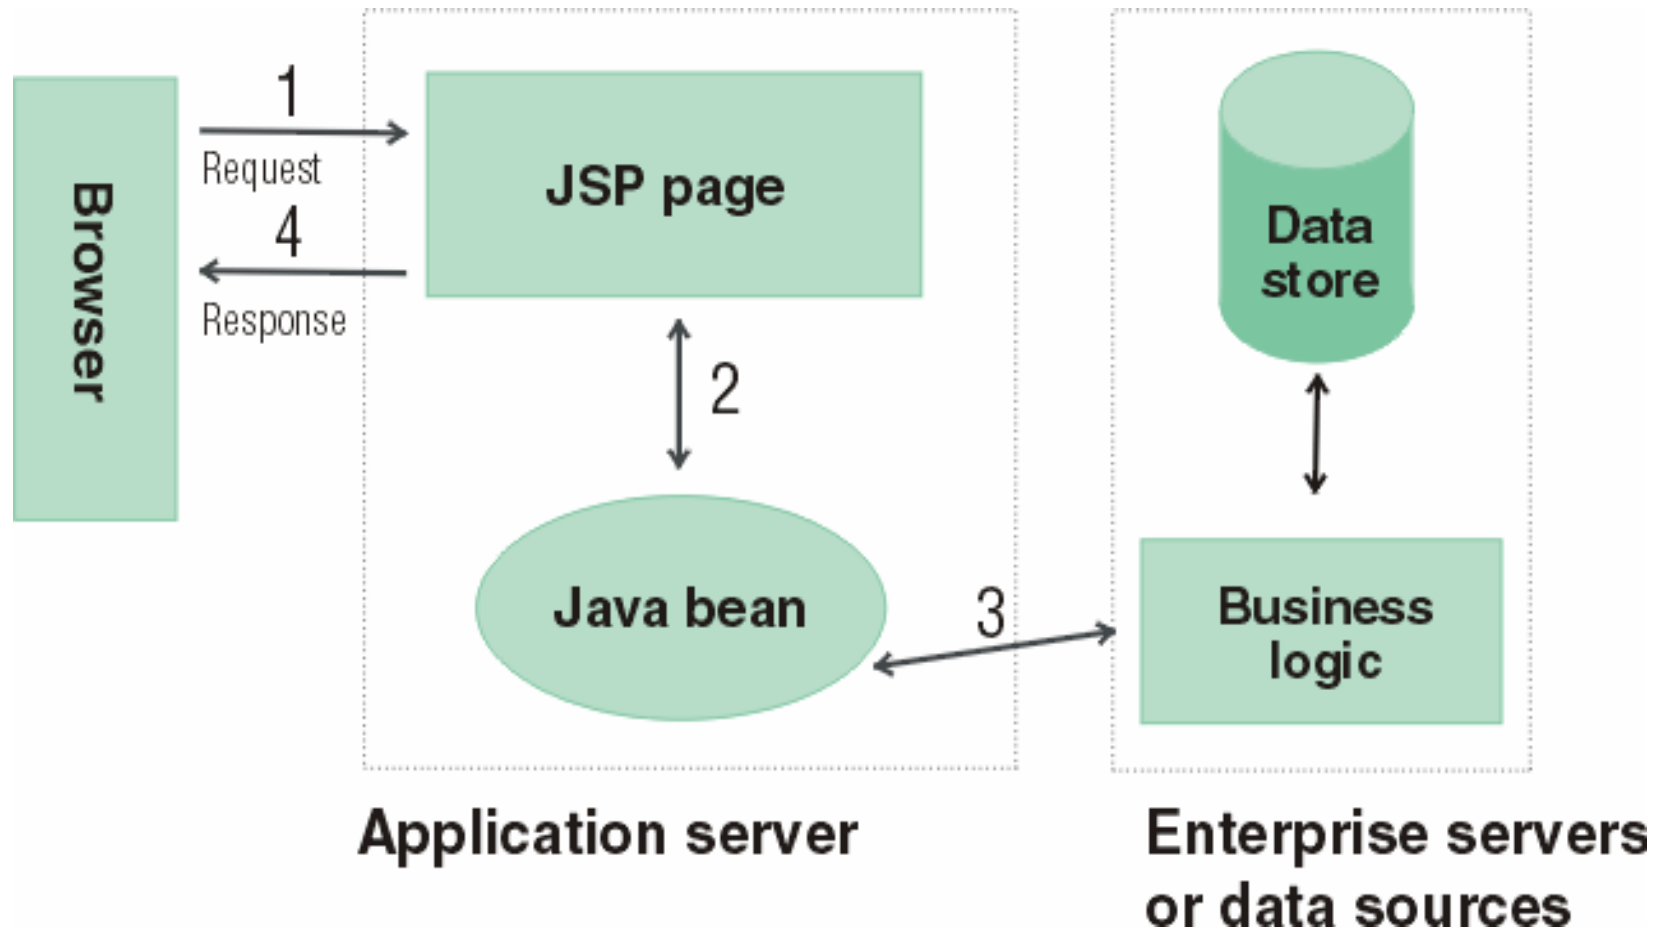 Browser
1
Request
4
Response
JSP page
2
Java bean
3
Data
store
Business
logic
Application server
Enterprise servers
or data sources